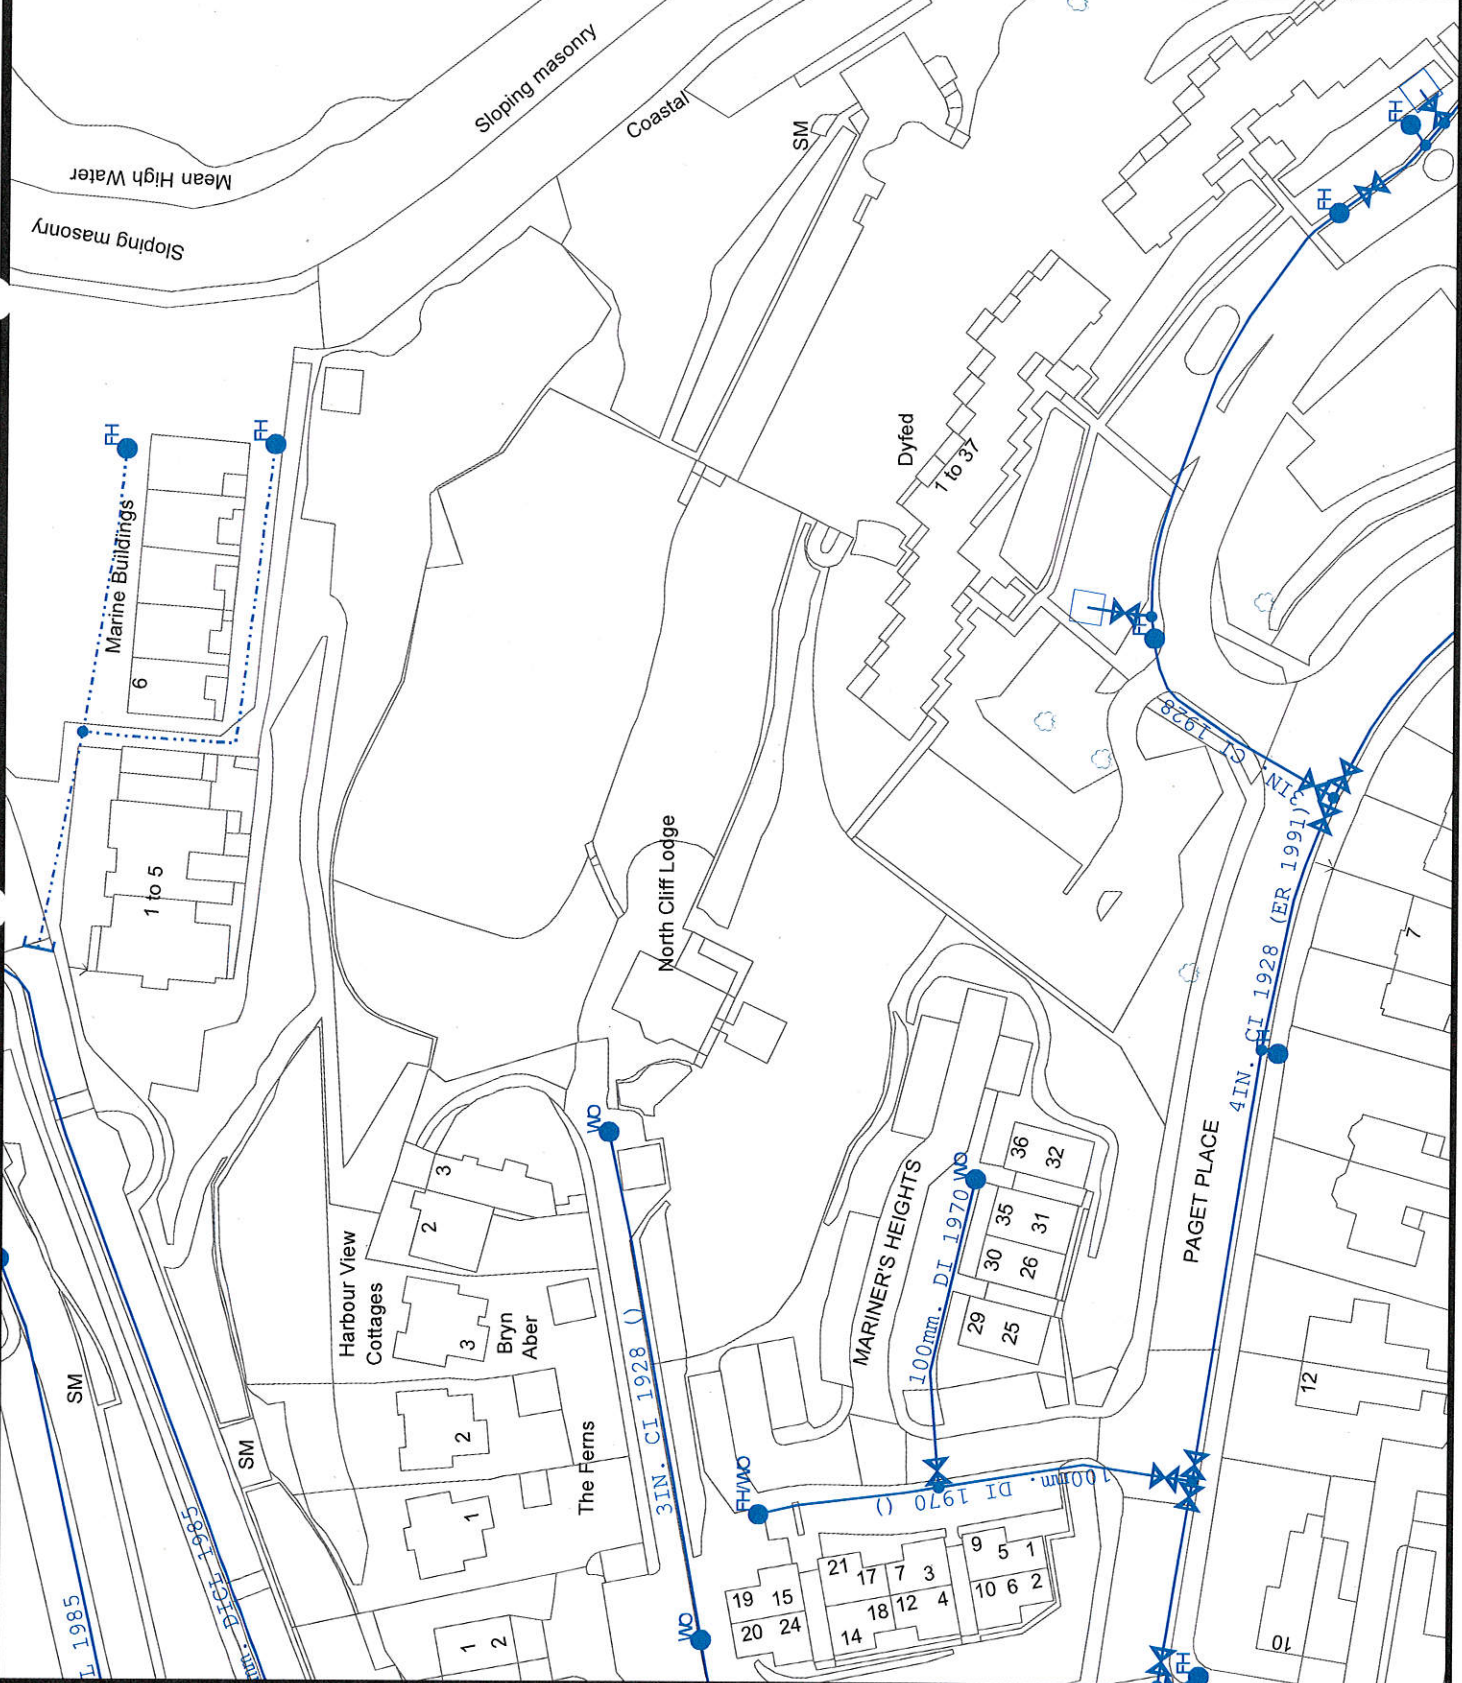 Mean High Water
Sloping masonry
Sloping masonry
Coastal
SM
FH
FH
FH
FH
Marine Buildings
6
1 to 5
Dyfed
1 to 37
FH
3IN. CI 1928
North Cliff Lodge
4IN. CI 1928 (ER 1991)
FH
7
WO
WO
MARINER'S HEIGHTS
100mm. DI 1970
36
32
35
31
30
26
29
25
PAGET PLACE
3
2
Harbour View
Cottages
3
Bryn
Aber
2
The Ferns
1
1
2
3IN. CI 1928 ()
SM
SM
L 1985
mm. DICL 1985
FH/WO
100mm. DI 1970 ()
WO
19
15
20
24
21
17
7
3
18
12
4
14
9
5
1
10
6
2
12
10
FH